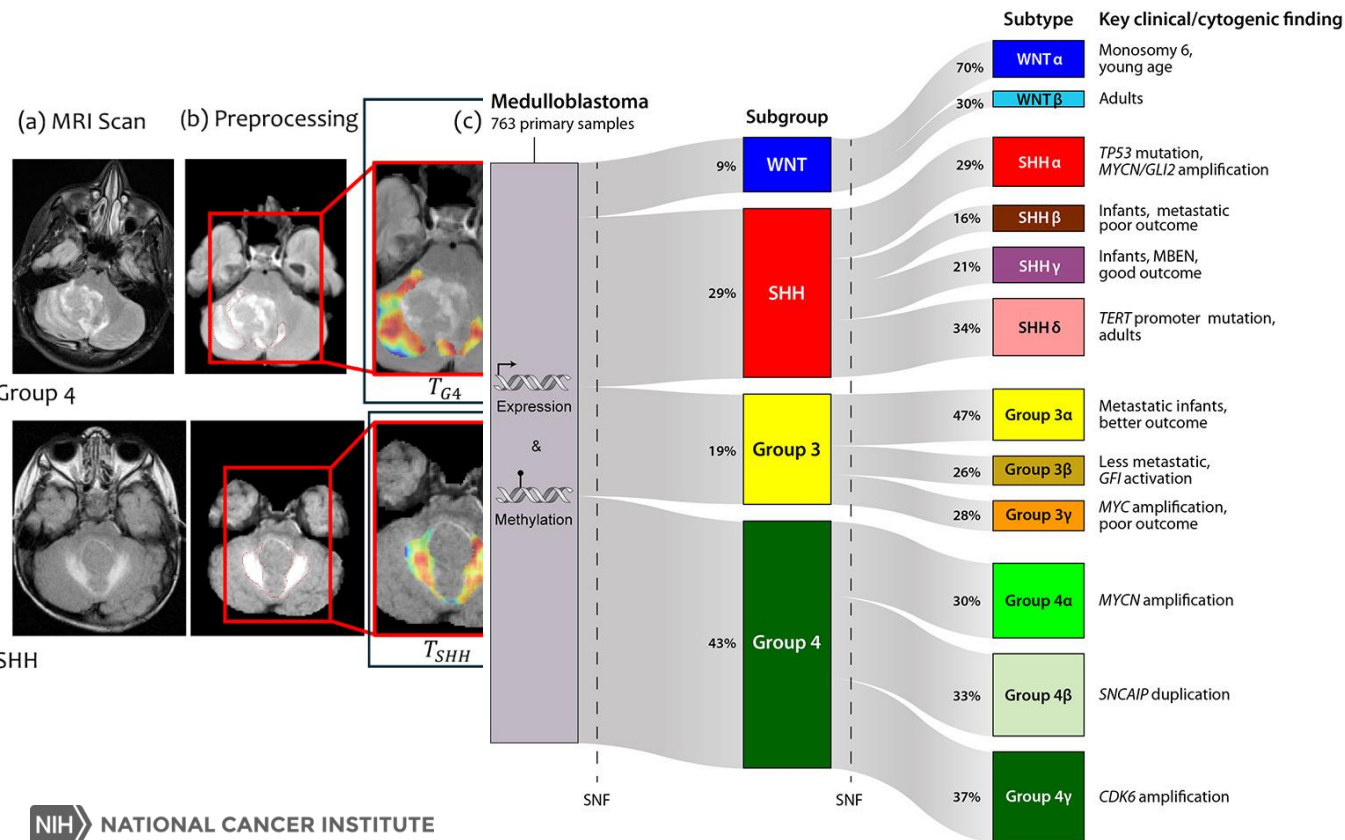 (a) MRI Scan
(b) Preprocessing
(c)
Group 4
T_{G4}
SHH
T_{SHH}
NIH NATIONAL CANCER INSTITUTE
Medulloblastoma
763 primary samples
Expression
&
Methylation
SNF
Subgroup
9% WNT
29% SHH
19% Group 3
43% Group 4
SNF
Subtype
Key clinical/cytogenic finding
70% WNT α Monosomy 6,
young age
30% WNT β Adults
29% SHH α TP53 mutation,
MYCN/GLI2 amplification
16% SHH β Infants, metastatic
poor outcome
21% SHH γ Infants, MBEN,
good outcome
34% SHH δ TERT promoter mutation,
adults
47% Group 3α Metastatic infants,
better outcome
26% Group 3β Less metastatic,
GFI activation
28% Group 3γ MYC amplification,
poor outcome
30% Group 4α MYCN amplification
33% Group 4β SNCAIP duplication
37% Group 4γ CDK6 amplification